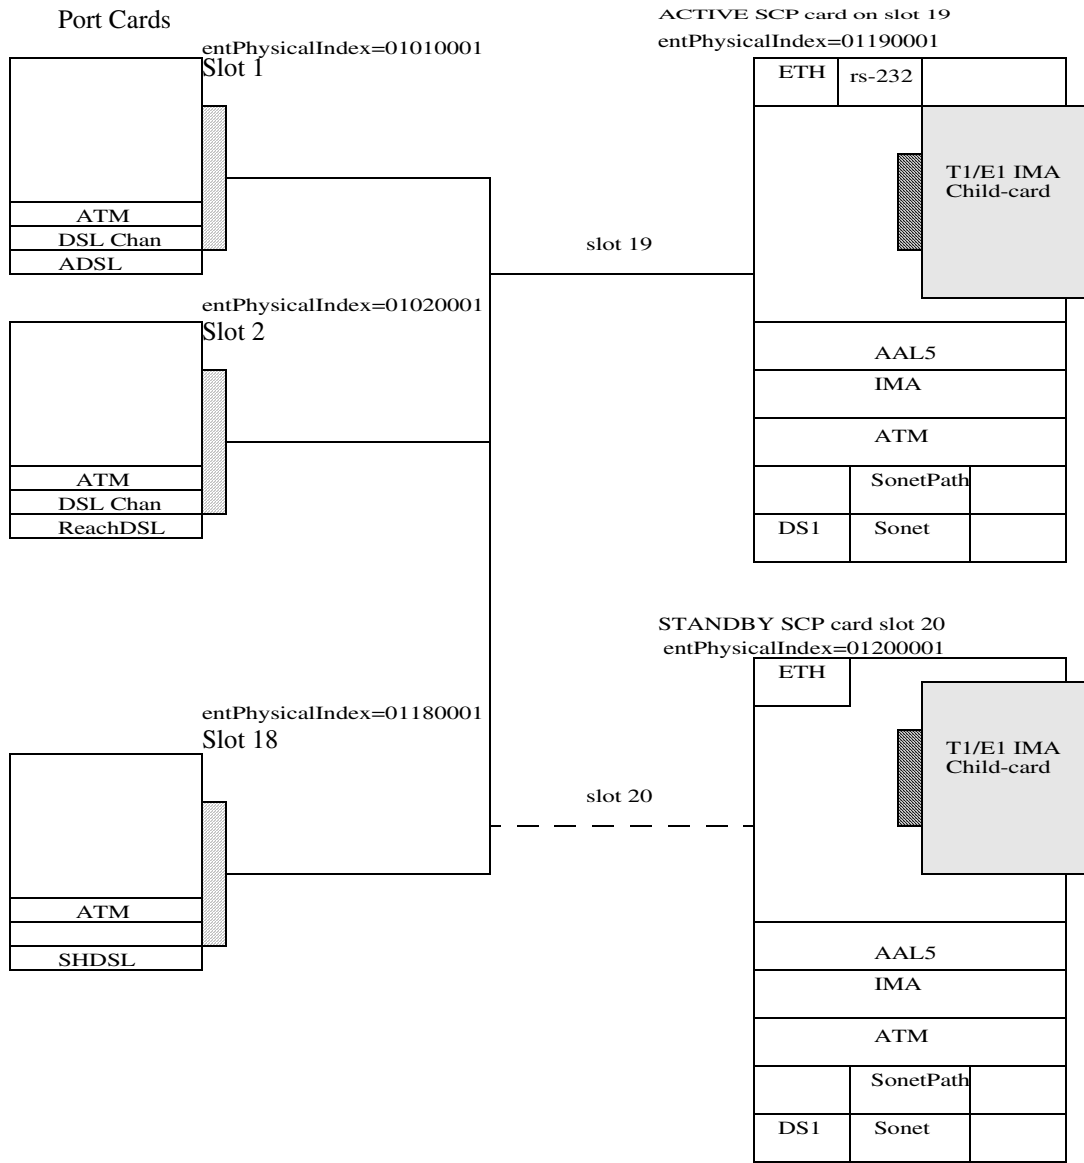 Port Cards
entPhysicalIndex=01010001
Slot 1
ATM
DSL Chan
ADSL
entPhysicalIndex=01020001
Slot 2
ATM
DSL Chan
ReachDSL
entPhysicalIndex=01180001
Slot 18
ATM
SHDSL
slot 19
slot 20
ACTIVE SCP card on slot 19
entPhysicalIndex=01190001
ETH
rs-232
T1/E1 IMA
Child-card
AAL5
IMA
ATM
SonetPath
DS1
Sonet
STANDBY SCP card slot 20
entPhysicalIndex=01200001
ETH
T1/E1 IMA
Child-card
AAL5
IMA
ATM
SonetPath
DS1
Sonet